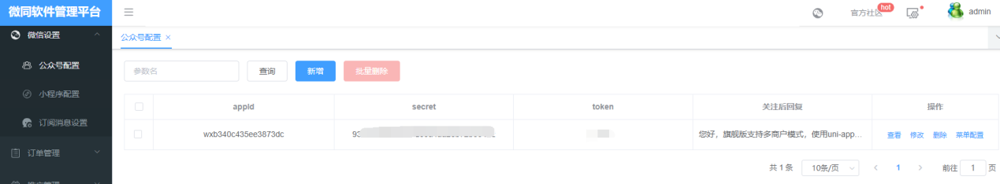 微同软件管理平台
官方社区 hot
admin
微信设置
公众号配置 ×
公众号配置
参数名 查询 新增 批量删除
小程序配置
appId secret token 关注后回复 操作
订阅消息设置
wxb340c435ee3873dc 您好，旗舰版支持多商户模式，使用uni-app... 查看 修改 删除 菜单配置
订单管理
共 1 条 10条/页 1 前往 1 页